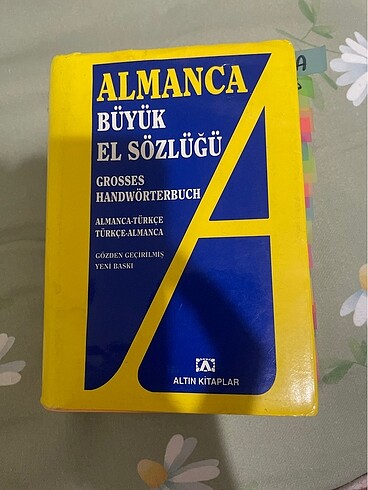 ALMANCA
BÜYÜK
EL SÖZLÜĞÜ
GROSSES
HANDWÖRTERBUCH
ALMANCA-TÜRKÇE
TÜRKÇE-ALMANCA
GÖZDEN GEÇİRİLMİŞ
YENİ BASKI
ALTIN KİTAPLAR
A